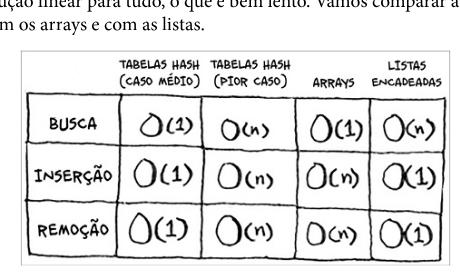 ução linear para tudo, o que é bem lento. Vamos comparar a
m os arrays e com as listas.
TABELAS HASH (CASO MÉDIO) TABELAS HASH (PIOR CASO) ARRAYS LISTAS ENCADEADAS
BUSCA O(1) O(n) O(1) O(n)
INSERÇÃO O(1) O(n) O(n) O(1)
REMOÇÃO O(1) O(n) O(n) O(1)